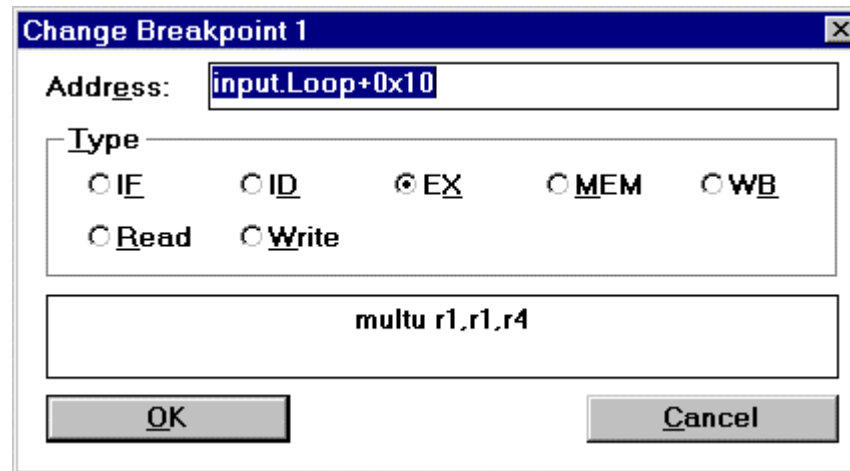 Change Breakpoint 1
Address: input.Loop+0x10
Type
IF ID EX MEM WB
Read Write
multu r1,r1,r4
OK Cancel